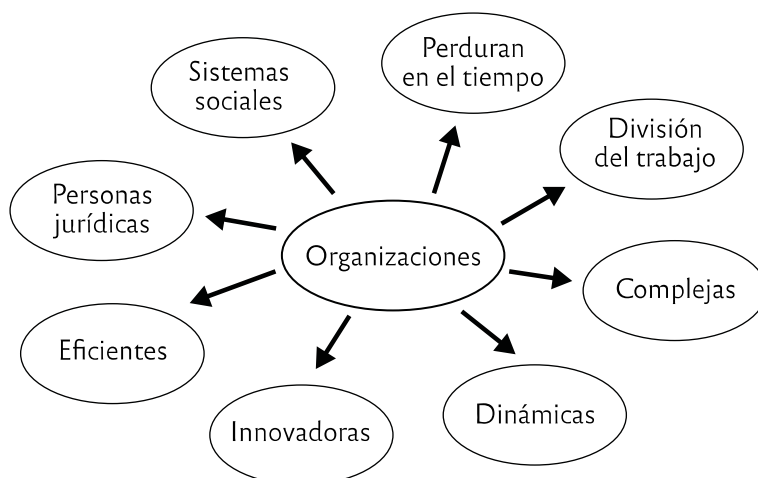 Perduran
en el tiempo
Sistemas
sociales
División
del trabajo
Personas
jurídicas
Organizaciones
Complejas
Eficientes
Dinámicas
Innovadoras